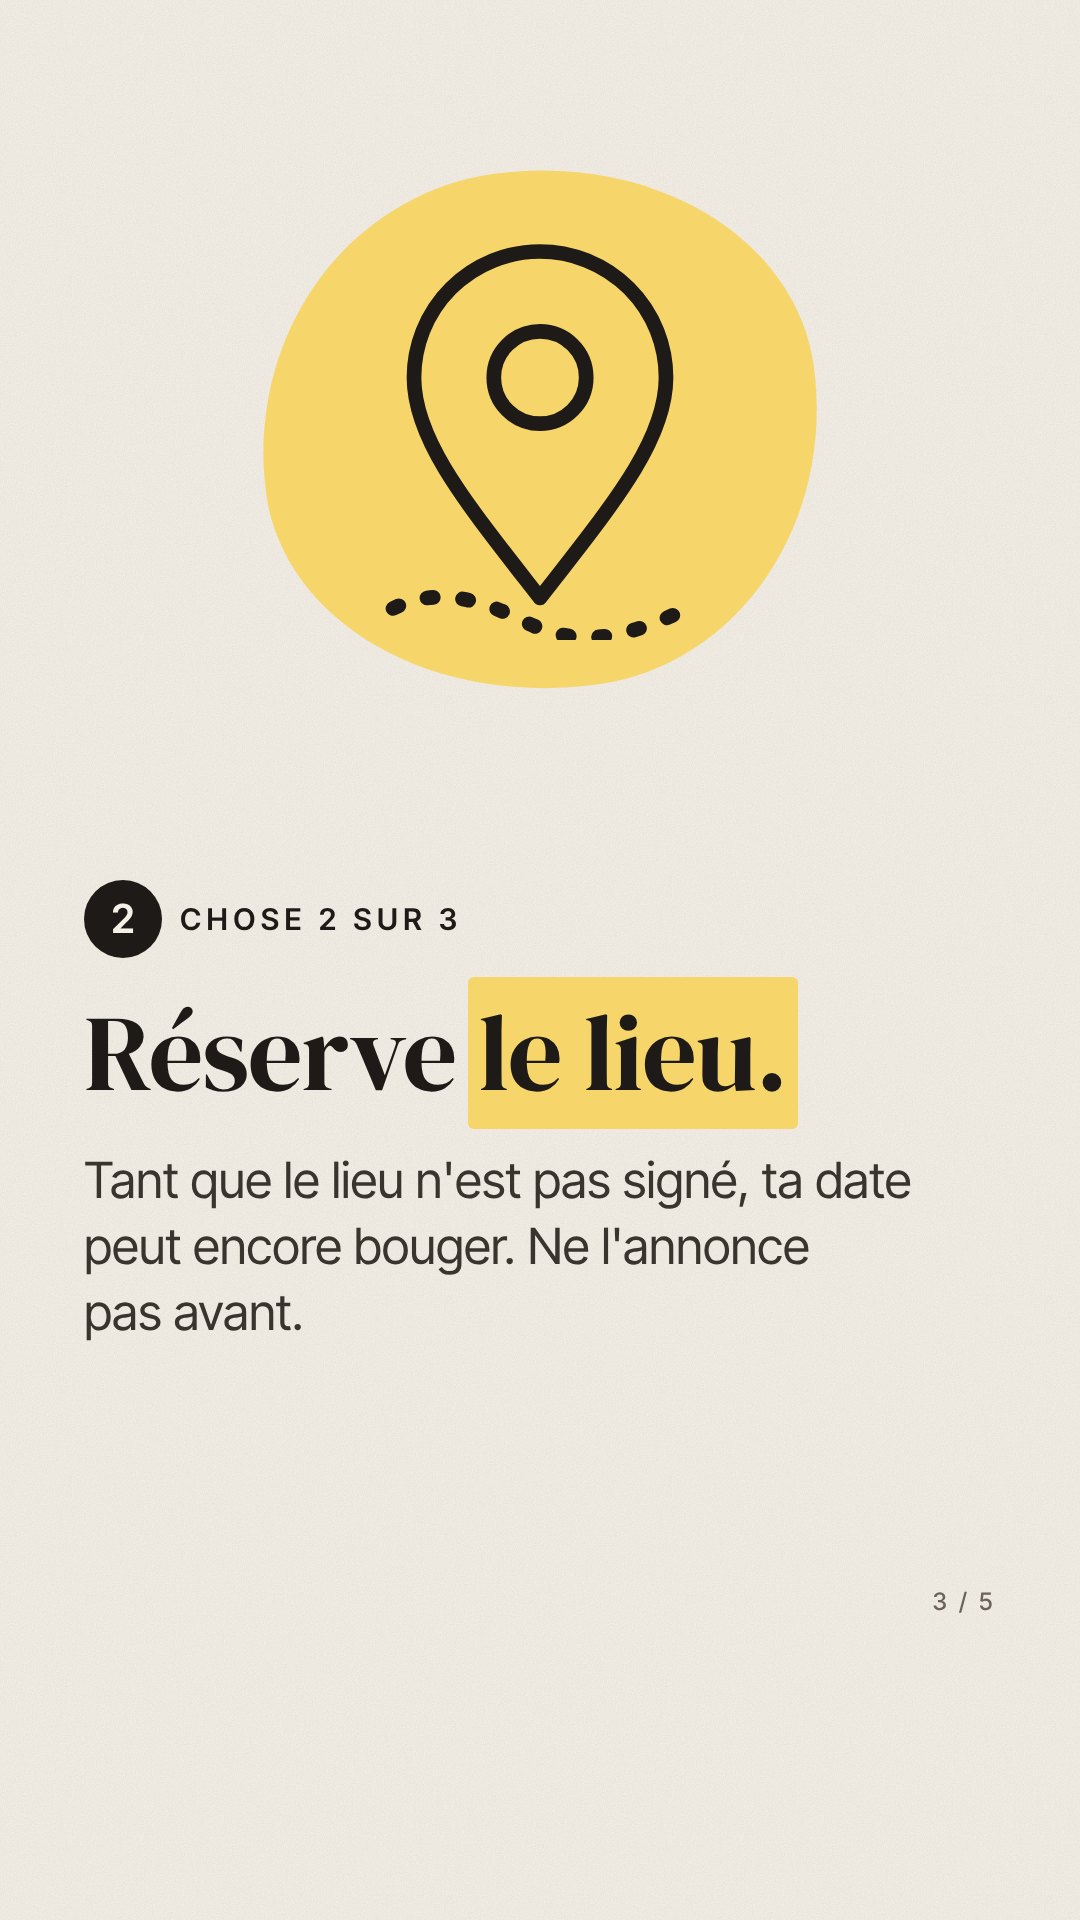 2 CHOSE 2 SUR 3
Réserve le lieu.
Tant que le lieu n'est pas signé, ta date
peut encore bouger. Ne l'annonce
pas avant.
3 / 5